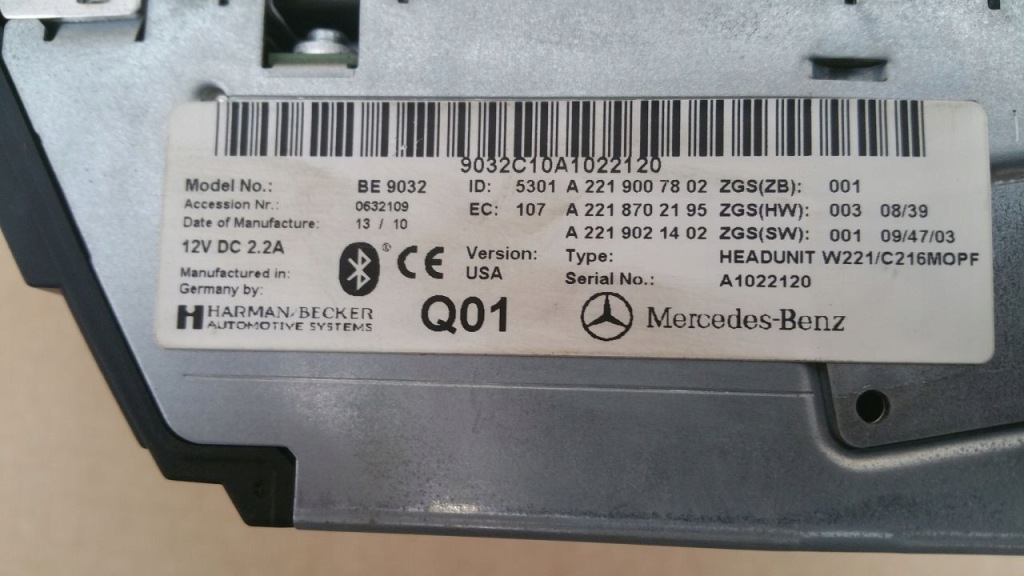 9032C10A1022120
Model No.: BE 9032 ID: 5301 A 221 900 78 02 ZGS(ZB): 001
Accession Nr.: 0632109 EC: 107 A 221 870 21 95 ZGS(HW): 003 08/39
Date of Manufacture: 13 / 10 A 221 902 14 02 ZGS(SW): 001 09/47/03
12V DC 2.2A ® CE Version: USA Type: HEADUNIT W221/C216MOPF
Manufactured in: Germany by: Serial No.: A1022120
HARMAN/BECKER
AUTOMOTIVE SYSTEMS
Q01
Mercedes-Benz